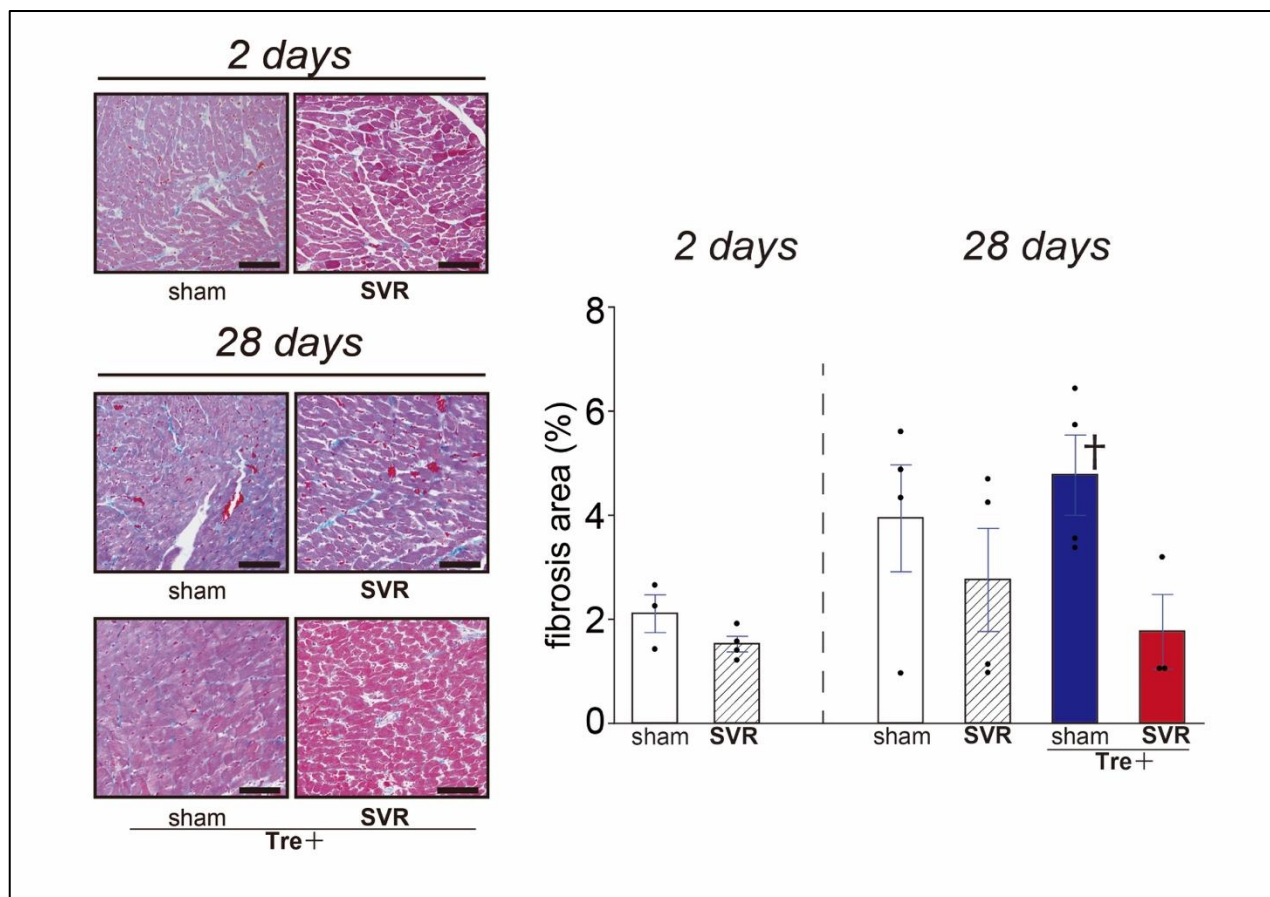 2 days
sham SVR
28 days
sham SVR
sham SVR
Tre+
2 days 28 days
fibrosis area (%)
8
6
4
2
0
†
sham SVR sham SVR sham SVR
Tre+